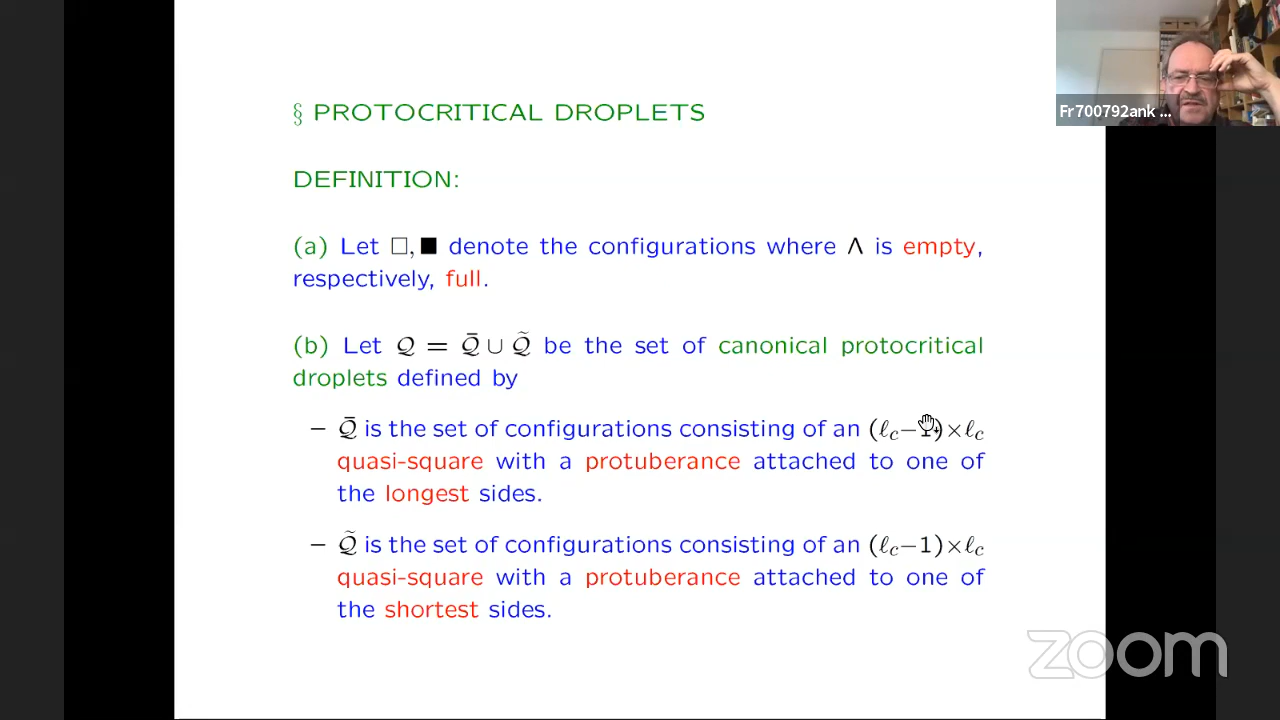 § PROTOCRITICAL DROPLETS
Fr700792ank ...
DEFINITION:
(a) Let □, ■ denote the configurations where Λ is empty,
respectively, full.
(b) Let 𝒬 = 𝒬̄ ∪ 𝒬̃ be the set of canonical protocritical
droplets defined by
– 𝒬̄ is the set of configurations consisting of an (ℓc−1)×ℓc
quasi-square with a protuberance attached to one of
the longest sides.
– 𝒬̃ is the set of configurations consisting of an (ℓc−1)×ℓc
quasi-square with a protuberance attached to one of
the shortest sides.
zoom